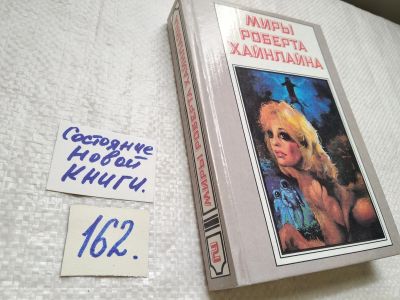 Состояние
Новой
Книги.
162.
МИРЫ
РОБЕРТА
ХАЙНЛАЙНА
МИРЫ РОБЕРТА ХАЙНЛАЙНА